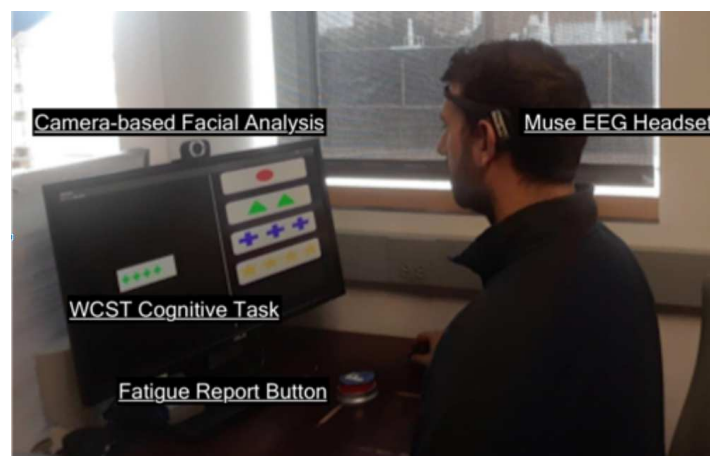 Camera-based Facial Analysis
Muse EEG Headset
WCST Cognitive Task
Fatigue Report Button